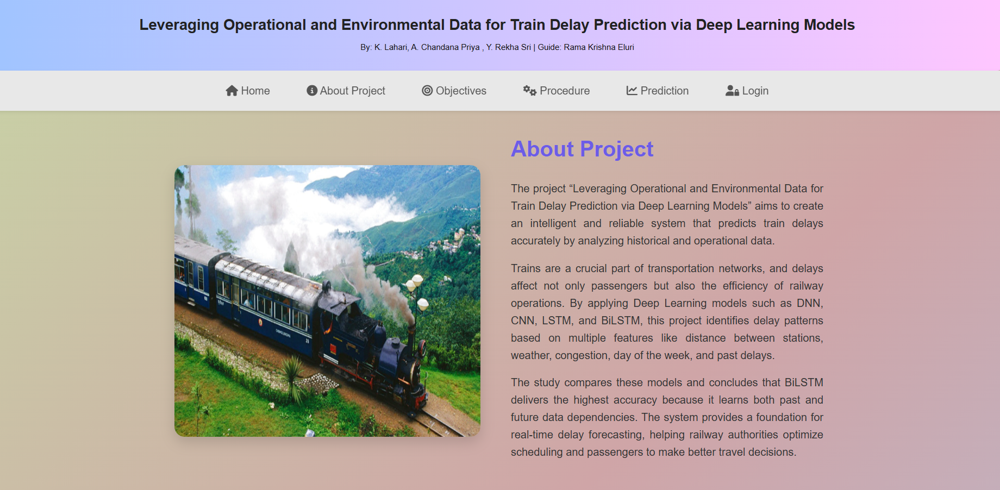 Leveraging Operational and Environmental Data for Train Delay Prediction via Deep Learning Models
By: K. Lahari, A. Chandana Priya , Y. Rekha Sri | Guide: Rama Krishna Eluri
Home About Project Objectives Procedure Prediction Login
About Project
The project “Leveraging Operational and Environmental Data for
Train Delay Prediction via Deep Learning Models” aims to create
an intelligent and reliable system that predicts train delays
accurately by analyzing historical and operational data.
Trains are a crucial part of transportation networks, and delays
affect not only passengers but also the efficiency of railway
operations. By applying Deep Learning models such as DNN,
CNN, LSTM, and BiLSTM, this project identifies delay patterns
based on multiple features like distance between stations,
weather, congestion, day of the week, and past delays.
The study compares these models and concludes that BiLSTM
delivers the highest accuracy because it learns both past and
future data dependencies. The system provides a foundation for
real-time delay forecasting, helping railway authorities optimize
scheduling and passengers to make better travel decisions.